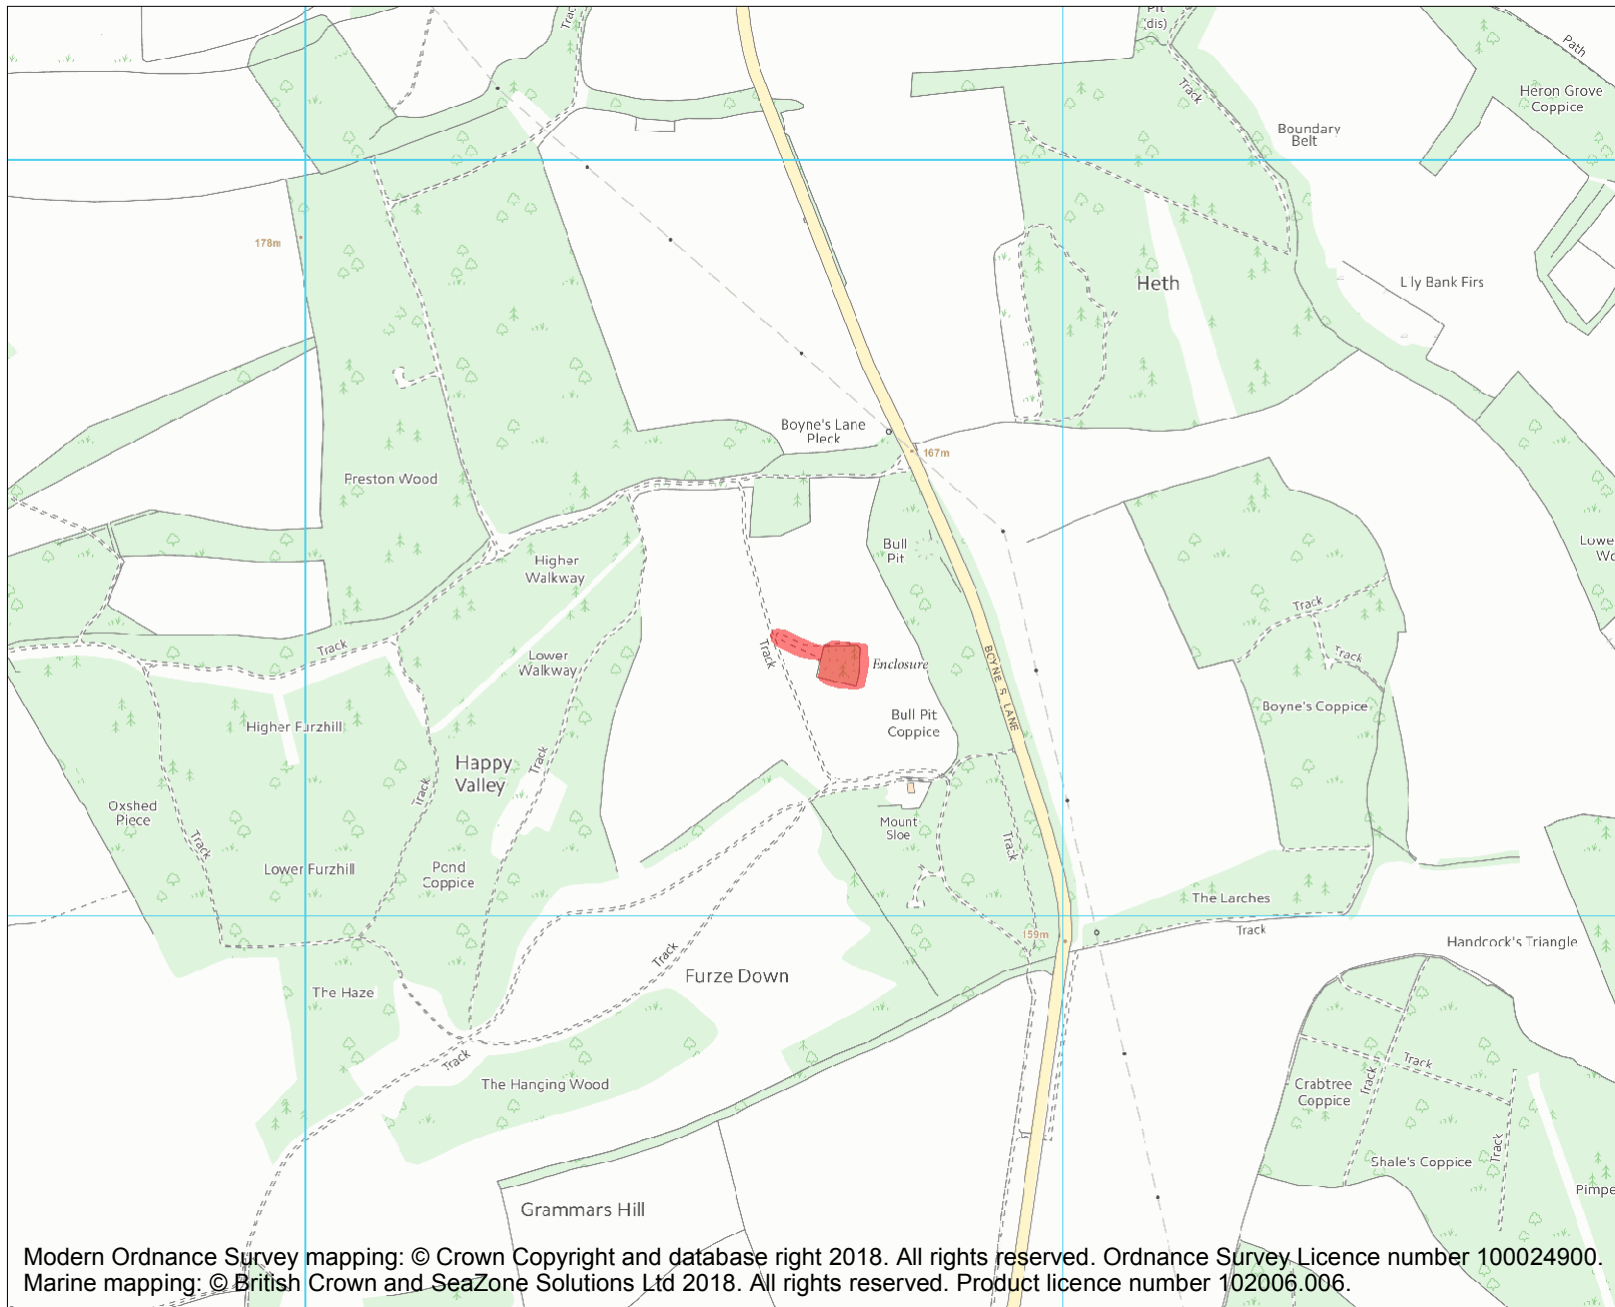 Pit
(dis)
Track
Path
Track
Heron Grove
Coppice
Boundary
Belt
178m
Heth
L ly Bank Firs
Boyne's Lane
Pleck
167m
Preston Wood
Bull
Pit
Higher
Walkway
Track
Track
Lower
Walkway
Track
Track
Enclosure
BOYNE'S LANE
Boyne's Coppice
Bull Pit
Coppice
Higher Furzhill
Happy
Valley
Track
Track
Oxshed
Piece
Mount
Sloe
Track
Track
Lower Furzhill
Pond
Coppice
The Larches
Track
159m
Handcock's Triangle
Track
Furze Down
The Haze
Track
The Hanging Wood
Track
Track
Crabtree
Coppice
Track
Shale's Coppice
Pimpe
Grammars Hill
Modern Ordnance Survey mapping: © Crown Copyright and database right 2018. All rights reserved. Ordnance Survey Licence number 100024900.
Marine mapping: © British Crown and SeaZone Solutions Ltd 2018. All rights reserved. Product licence number 102006.006.